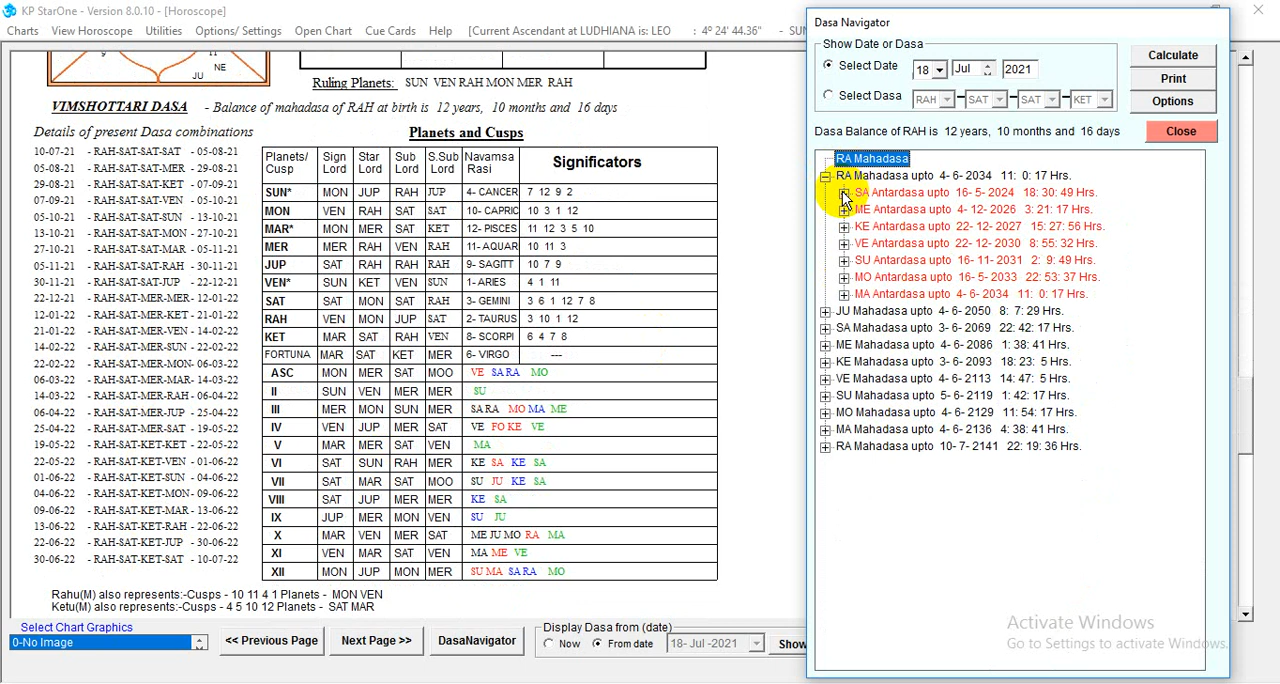 KP StarOne - Version 8.0.10 - [Horoscope]
Charts View Horoscope Utilities Options/ Settings Open Chart Cue Cards Help [Current Ascendant at LUDHIANA is: LEO : 4º 24' 44.36" - SUN
9 11 NE
JU
Ruling Planets: SUN VEN RAH MON MER RAH
VIMSHOTTARI DASA - Balance of mahadasa of RAH at birth is 12 years, 10 months and 16 days
Details of present Dasa combinations
Planets and Cusps
10-07-21 - RAH-SAT-SAT-SAT - 05-08-21
05-08-21 - RAH-SAT-SAT-MER - 29-08-21
29-08-21 - RAH-SAT-SAT-KET - 07-09-21
07-09-21 - RAH-SAT-SAT-VEN - 05-10-21
05-10-21 - RAH-SAT-SAT-SUN - 13-10-21
13-10-21 - RAH-SAT-SAT-MON - 27-10-21
27-10-21 - RAH-SAT-SAT-MAR - 05-11-21
05-11-21 - RAH-SAT-SAT-RAH - 30-11-21
30-11-21 - RAH-SAT-SAT-JUP - 22-12-21
22-12-21 - RAH-SAT-MER-MER - 12-01-22
12-01-22 - RAH-SAT-MER-KET - 21-01-22
21-01-22 - RAH-SAT-MER-VEN - 14-02-22
14-02-22 - RAH-SAT-MER-SUN - 22-02-22
22-02-22 - RAH-SAT-MER-MON - 06-03-22
06-03-22 - RAH-SAT-MER-MAR - 14-03-22
14-03-22 - RAH-SAT-MER-RAH - 06-04-22
06-04-22 - RAH-SAT-MER-JUP - 25-04-22
25-04-22 - RAH-SAT-MER-SAT - 19-05-22
19-05-22 - RAH-SAT-KET-KET - 22-05-22
22-05-22 - RAH-SAT-KET-VEN - 01-06-22
01-06-22 - RAH-SAT-KET-SUN - 04-06-22
04-06-22 - RAH-SAT-KET-MON - 09-06-22
09-06-22 - RAH-SAT-KET-MAR - 13-06-22
13-06-22 - RAH-SAT-KET-RAH - 22-06-22
22-06-22 - RAH-SAT-KET-JUP - 30-06-22
30-06-22 - RAH-SAT-KET-SAT - 10-07-22
Planets/ Cusp Sign Lord Star Lord Sub Lord S.Sub Lord Navamsa Rasi Significators
SUN* MON JUP RAH JUP 4- CANCER 7 12 9 2
MON VEN RAH SAT SAT 10- CAPRIC 10 3 1 12
MAR* MON MER SAT KET 12- PISCES 11 12 3 5 10
MER MER RAH VEN RAH 11- AQUAR 10 11 3
JUP SAT RAH RAH RAH 9- SAGITT 10 7 9
VEN* SUN KET VEN SUN 1- ARIES 4 1 11
SAT SAT MON SAT RAH 3- GEMINI 3 6 1 12 7 8
RAH VEN MON JUP SAT 2- TAURUS 3 10 1 12
KET MAR SAT RAH VEN 8- SCORPI 6 4 7 8
FORTUNA MAR SAT KET MER 6- VIRGO ---
ASC MON MER SAT MOO VE SA RA MO
II SUN VEN MER MER SU
III MER MON SUN MER SA RA MO MA ME
IV VEN JUP MER SAT VE FO KE VE
V MAR MER SAT VEN MA
VI SAT SUN RAH MER KE SA KE SA
VII SAT MAR SAT MOO SU JU KE SA
VIII SAT JUP MER MER KE SA
IX JUP MER MON VEN SU JU
X MAR VEN MER SAT ME JU MO RA MA
XI VEN MAR SAT VEN MA ME VE
XII MON JUP MON MER SU MA SA RA MO
Rahu(M) also represents:-Cusps - 10 11 4 1 Planets - MON VEN
Ketu(M) also represents:-Cusps - 4 5 10 12 Planets - SAT MAR
Select Chart Graphics
0-No Image
<< Previous Page Next Page >> DasaNavigator
Display Dasa from (date)
Now From date 18- Jul -2021 Show
Dasa Navigator
Show Date or Dasa
Select Date 18 Jul 2021
Select Dasa RAH - SAT - SAT - KET
Calculate
Print
Options
Close
Dasa Balance of RAH is 12 years, 10 months and 16 days
RA Mahadasa
RA Mahadasa upto 4- 6- 2034 11: 0: 17 Hrs.
SA Antardasa upto 16- 5- 2024 18: 30: 49 Hrs.
ME Antardasa upto 4- 12- 2026 3: 21: 17 Hrs.
KE Antardasa upto 22- 12- 2027 15: 27: 56 Hrs.
VE Antardasa upto 22- 12- 2030 8: 55: 32 Hrs.
SU Antardasa upto 16- 11- 2031 2: 9: 49 Hrs.
MO Antardasa upto 16- 5- 2033 22: 53: 37 Hrs.
MA Antardasa upto 4- 6- 2034 11: 0: 17 Hrs.
JU Mahadasa upto 4- 6- 2050 8: 7: 29 Hrs.
SA Mahadasa upto 3- 6- 2069 22: 42: 17 Hrs.
ME Mahadasa upto 4- 6- 2086 1: 38: 41 Hrs.
KE Mahadasa upto 3- 6- 2093 18: 23: 5 Hrs.
VE Mahadasa upto 4- 6- 2113 14: 47: 5 Hrs.
SU Mahadasa upto 5- 6- 2119 1: 42: 17 Hrs.
MO Mahadasa upto 4- 6- 2129 11: 54: 17 Hrs.
MA Mahadasa upto 4- 6- 2136 4: 38: 41 Hrs.
RA Mahadasa upto 10- 7- 2141 22: 19: 36 Hrs.
Activate Windows
Go to Settings to activate Windows.